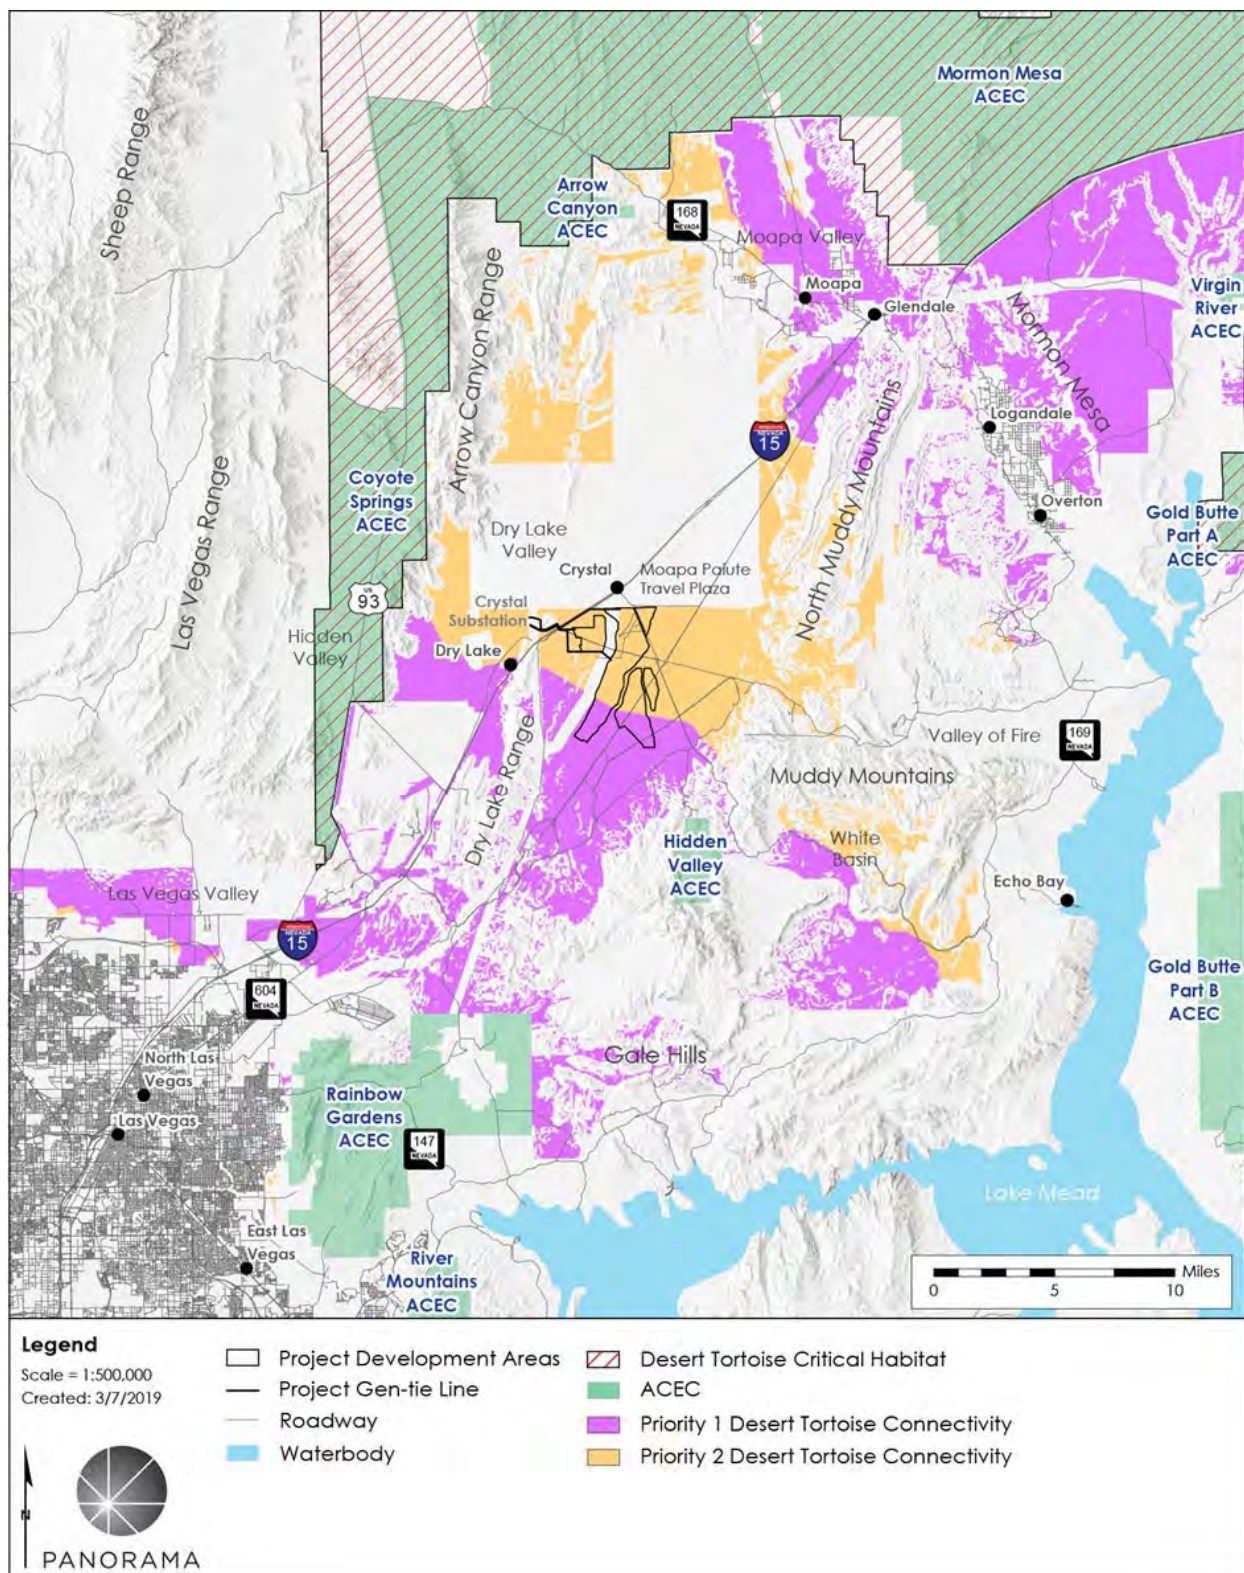 Mormon Mesa
ACEC
Sheep Range
Arrow
Canyon
ACEC
168
NEVADA
Moapa Valley
Moapa
Glendale
Virgin
River
ACEC
Mormon Mesa
Arrow Canyon Range
Logandale
NEVADA
15
North Muddy Mountains
Coyote
Springs
ACEC
Las Vegas Range
Overton
Gold Butte
Part A
ACEC
Dry Lake
Valley
Crystal
Moapa Paiute
Travel Plaza
US
93
Crystal
Substation
Hidden
Valley
Dry Lake
Dry Lake Range
Valley of Fire
169
NEVADA
Muddy Mountains
Hidden
Valley
ACEC
White
Basin
Echo Bay
Las Vegas Valley
NEVADA
15
604
NEVADA
Gold Butte
Part B
ACEC
North Las
Vegas
Las Vegas
Gale Hills
Rainbow
Gardens
ACEC
147
NEVADA
Lake Mead
East Las
Vegas
River
Mountains
ACEC
Miles
0 5 10
Legend
Scale = 1:500,000
Created: 3/7/2019
Project Development Areas
Project Gen-tie Line
Roadway
Waterbody
Desert Tortoise Critical Habitat
ACEC
Priority 1 Desert Tortoise Connectivity
Priority 2 Desert Tortoise Connectivity
N
PANORAMA